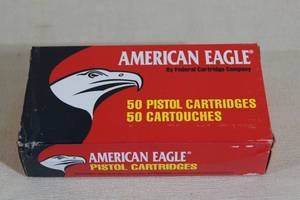 AMERICAN EAGLE®
By Federal Cartridge Company
50 PISTOL CARTRIDGES
50 CARTOUCHES
AMERICAN EAGLE®
PISTOL CARTRIDGES